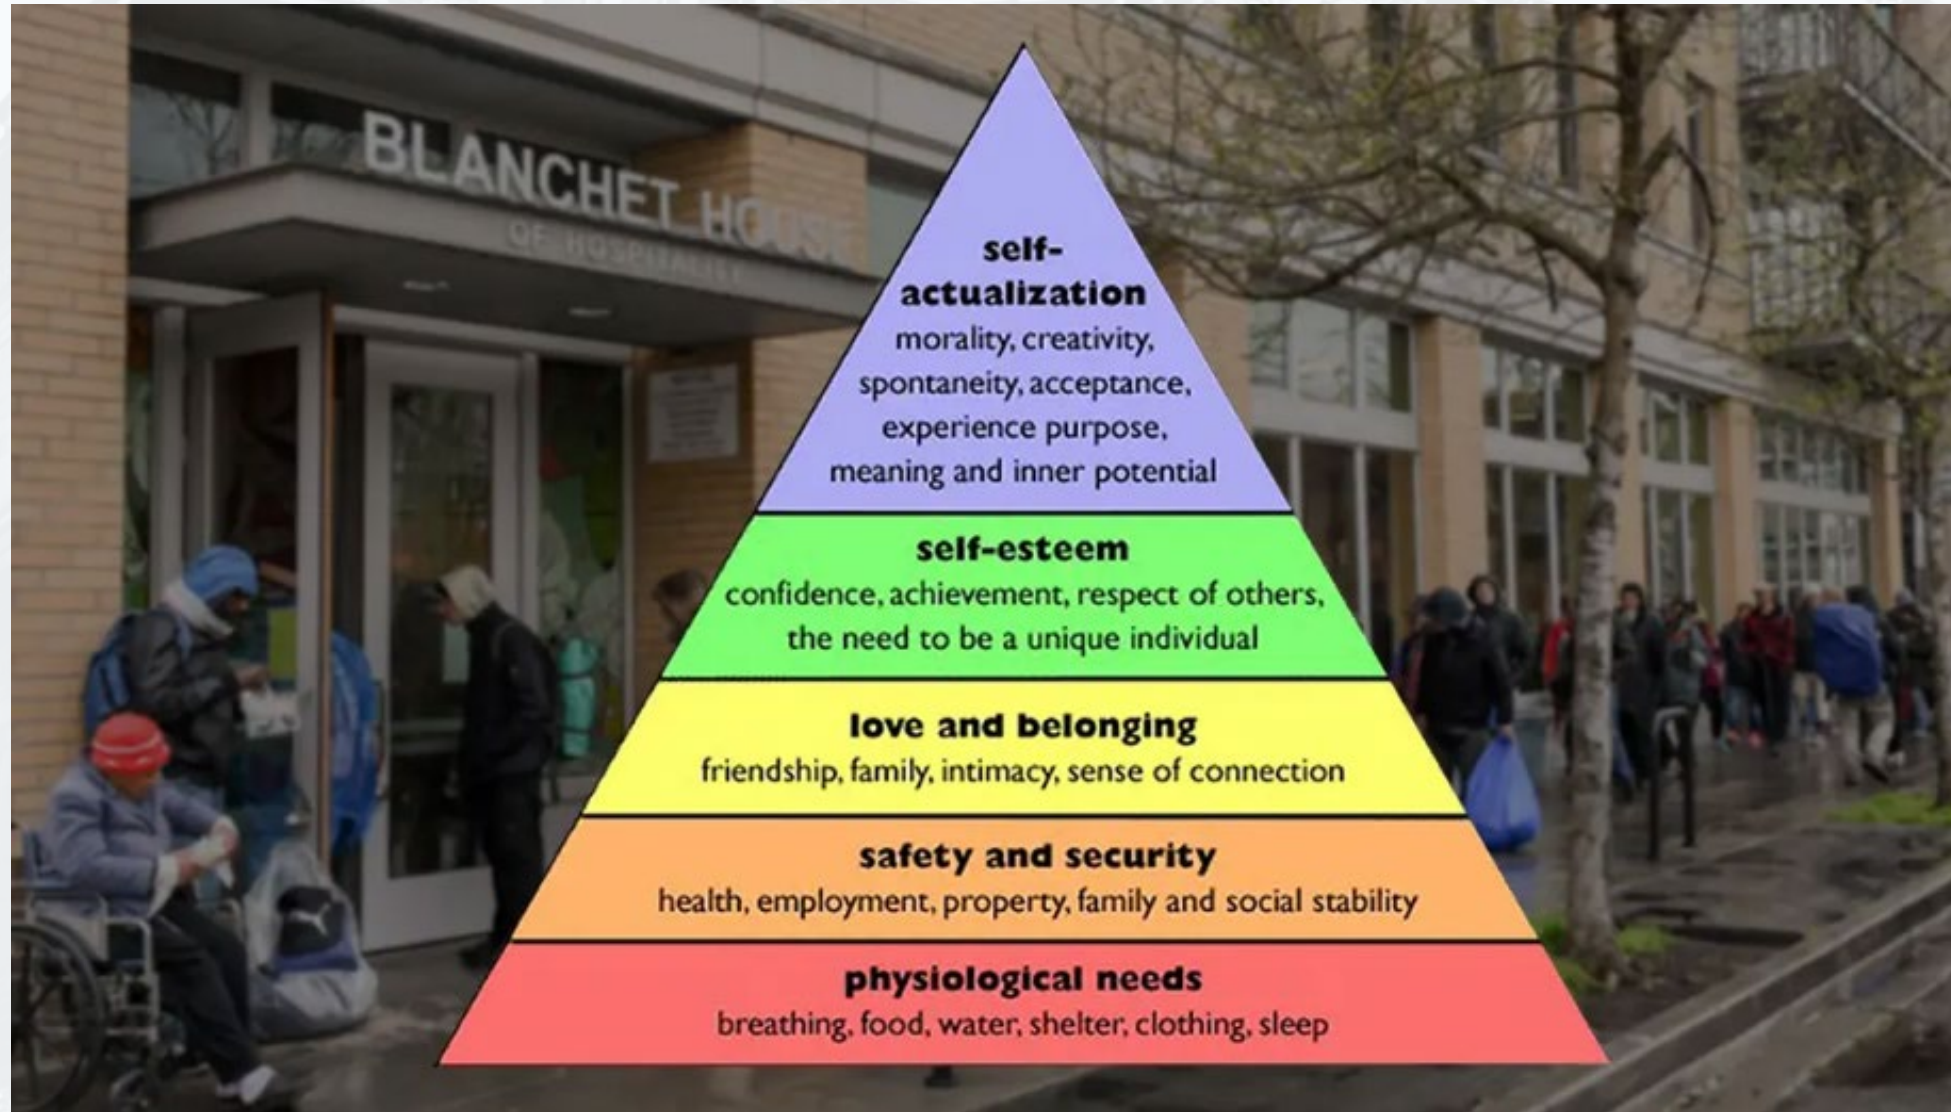 BLANCHET HOUSE
OF HOSPITALITY
self-
actualization
morality, creativity,
spontaneity, acceptance,
experience purpose,
meaning and inner potential
self-esteem
confidence, achievement, respect of others,
the need to be a unique individual
love and belonging
friendship, family, intimacy, sense of connection
safety and security
health, employment, property, family and social stability
physiological needs
breathing, food, water, shelter, clothing, sleep